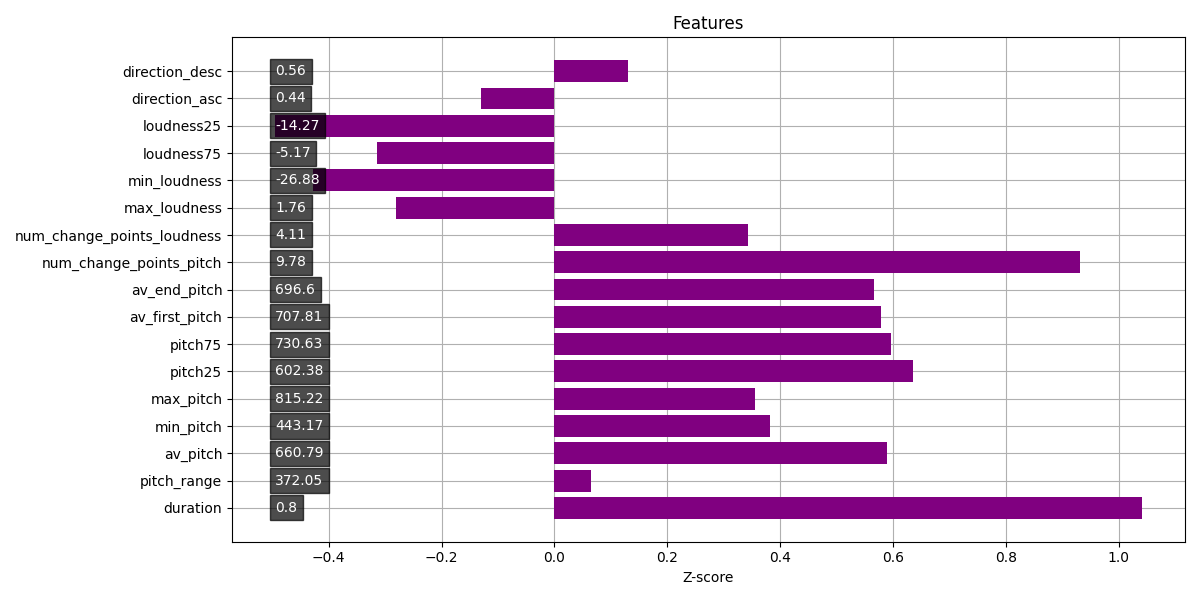 Features
direction_desc 0.56
direction_asc 0.44
loudness25 -14.27
loudness75 -5.17
min_loudness -26.88
max_loudness 1.76
num_change_points_loudness 4.11
num_change_points_pitch 9.78
av_end_pitch 696.6
av_first_pitch 707.81
pitch75 730.63
pitch25 602.38
max_pitch 815.22
min_pitch 443.17
av_pitch 660.79
pitch_range 372.05
duration 0.8
−0.4 −0.2 0.0 0.2 0.4 0.6 0.8 1.0
Z-score